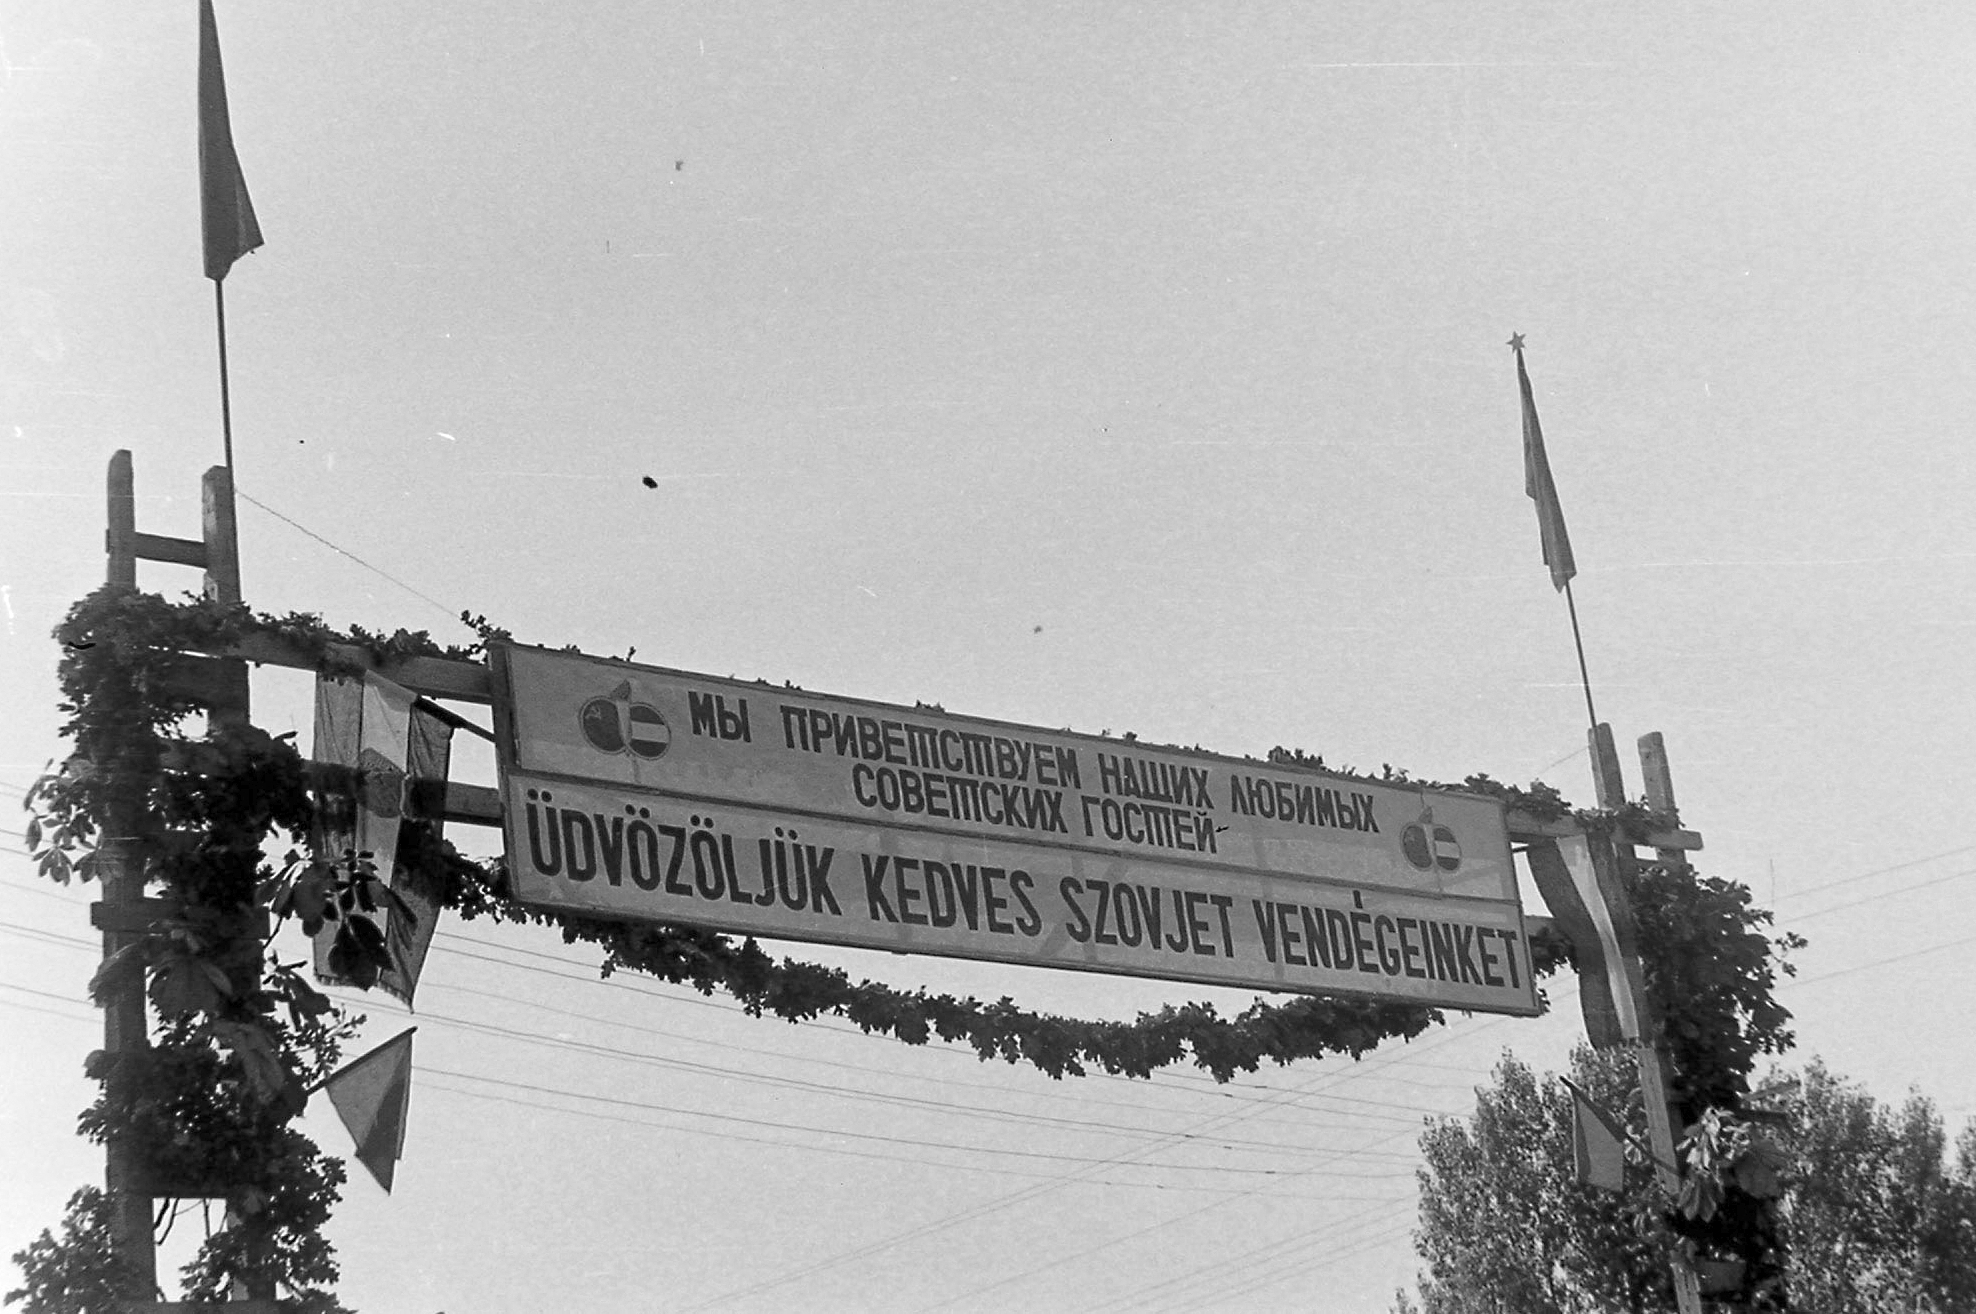 МЫ ПРИВЕТСТВУЕМ НАШИХ ЛЮБИМЫХ
СОВЕТСКИХ ГОСТЕЙ
ÜDVÖZÖLJÜK KEDVES SZOVJET VENDÉGEINKET